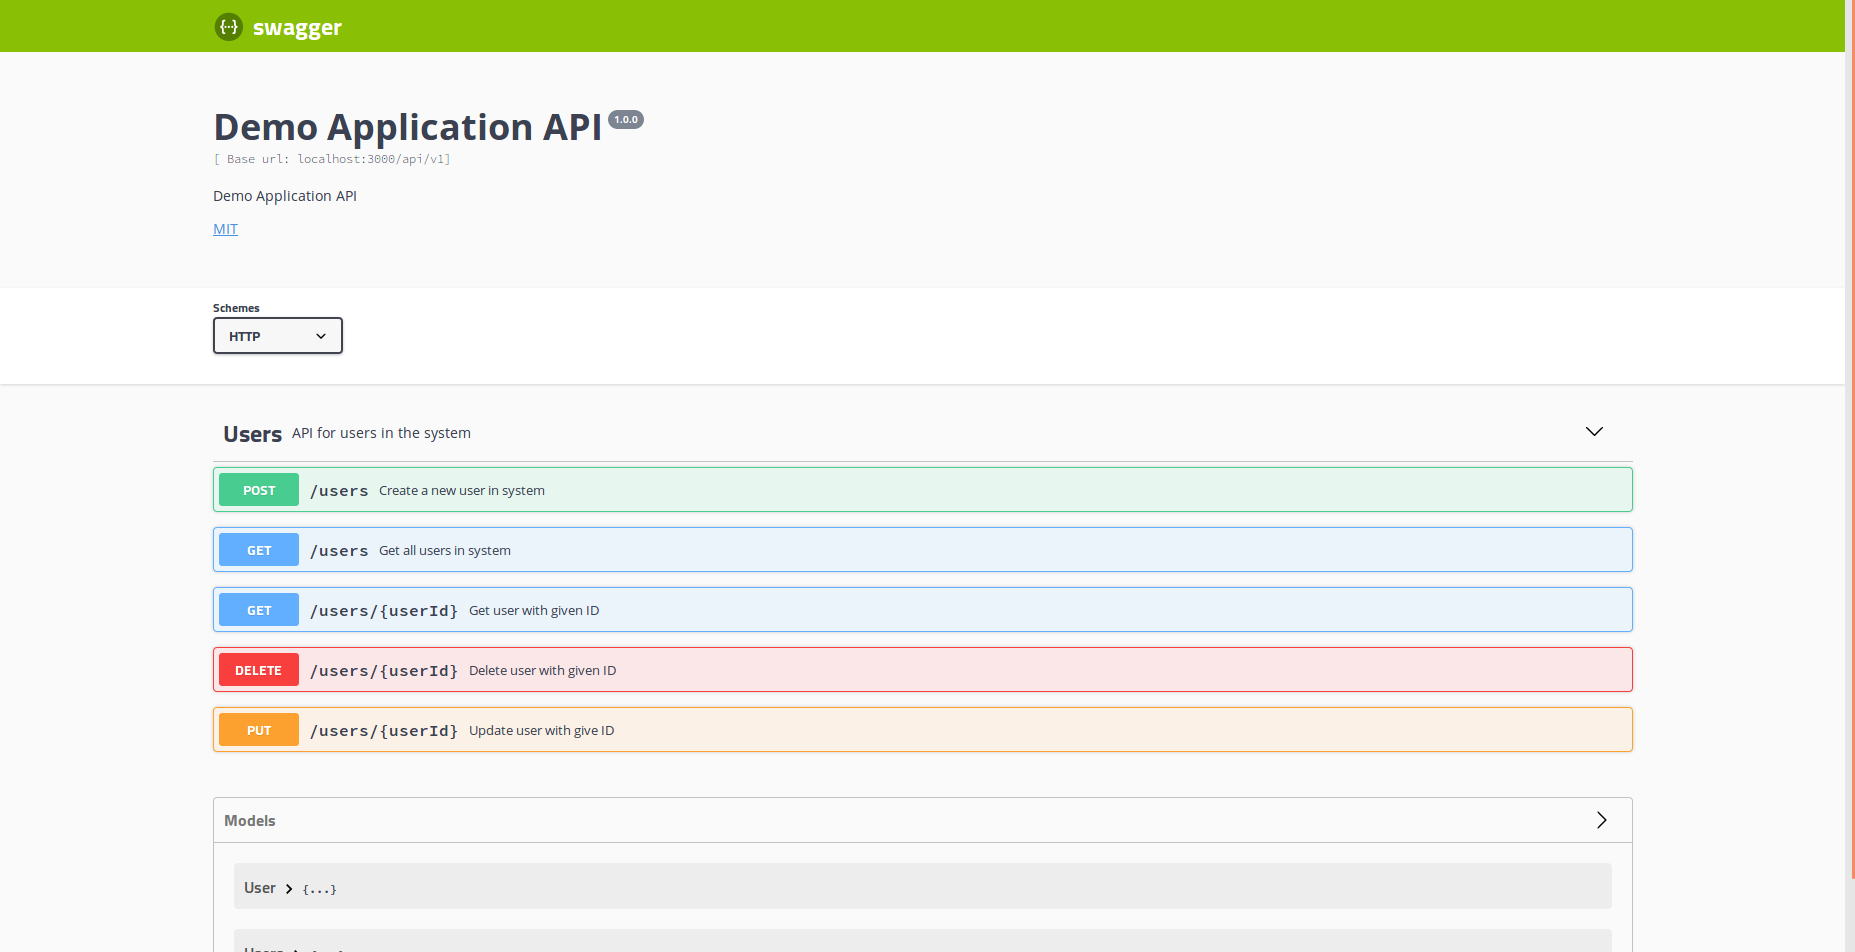 {···} swagger
Demo Application API 1.0.0
[ Base url: localhost:3000/api/v1]
Demo Application API
MIT
Schemes
HTTP
Users API for users in the system
POST /users Create a new user in system
GET /users Get all users in system
GET /users/{userId} Get user with given ID
DELETE /users/{userId} Delete user with given ID
PUT /users/{userId} Update user with give ID
Models
User {...}